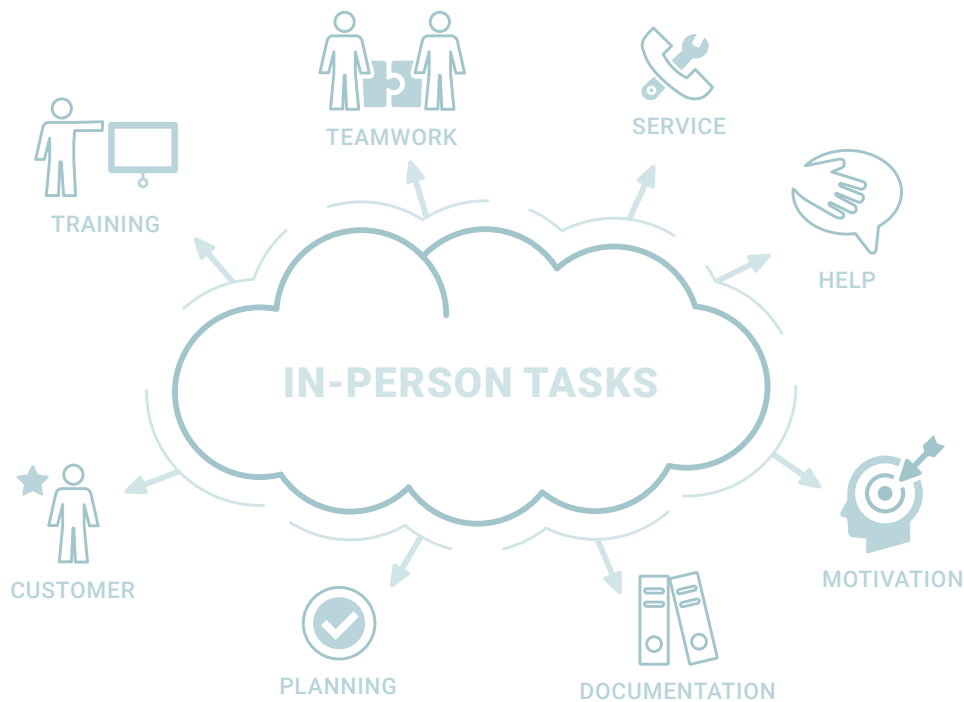 TEAMWORK
SERVICE
TRAINING
HELP
IN-PERSON TASKS
MOTIVATION
CUSTOMER
PLANNING
DOCUMENTATION